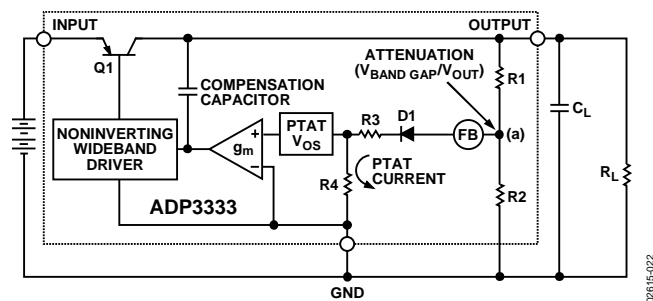 INPUT
OUTPUT
Q1
ATTENUATION
(VBAND GAP/VOUT)
R1
COMPENSATION
CAPACITOR
CL
NONINVERTING
WIDEBAND
DRIVER
gm
+
−
PTAT
VOS
R3
D1
FB
(a)
PTAT
CURRENT
R4
R2
RL
ADP3333
GND
02615-022